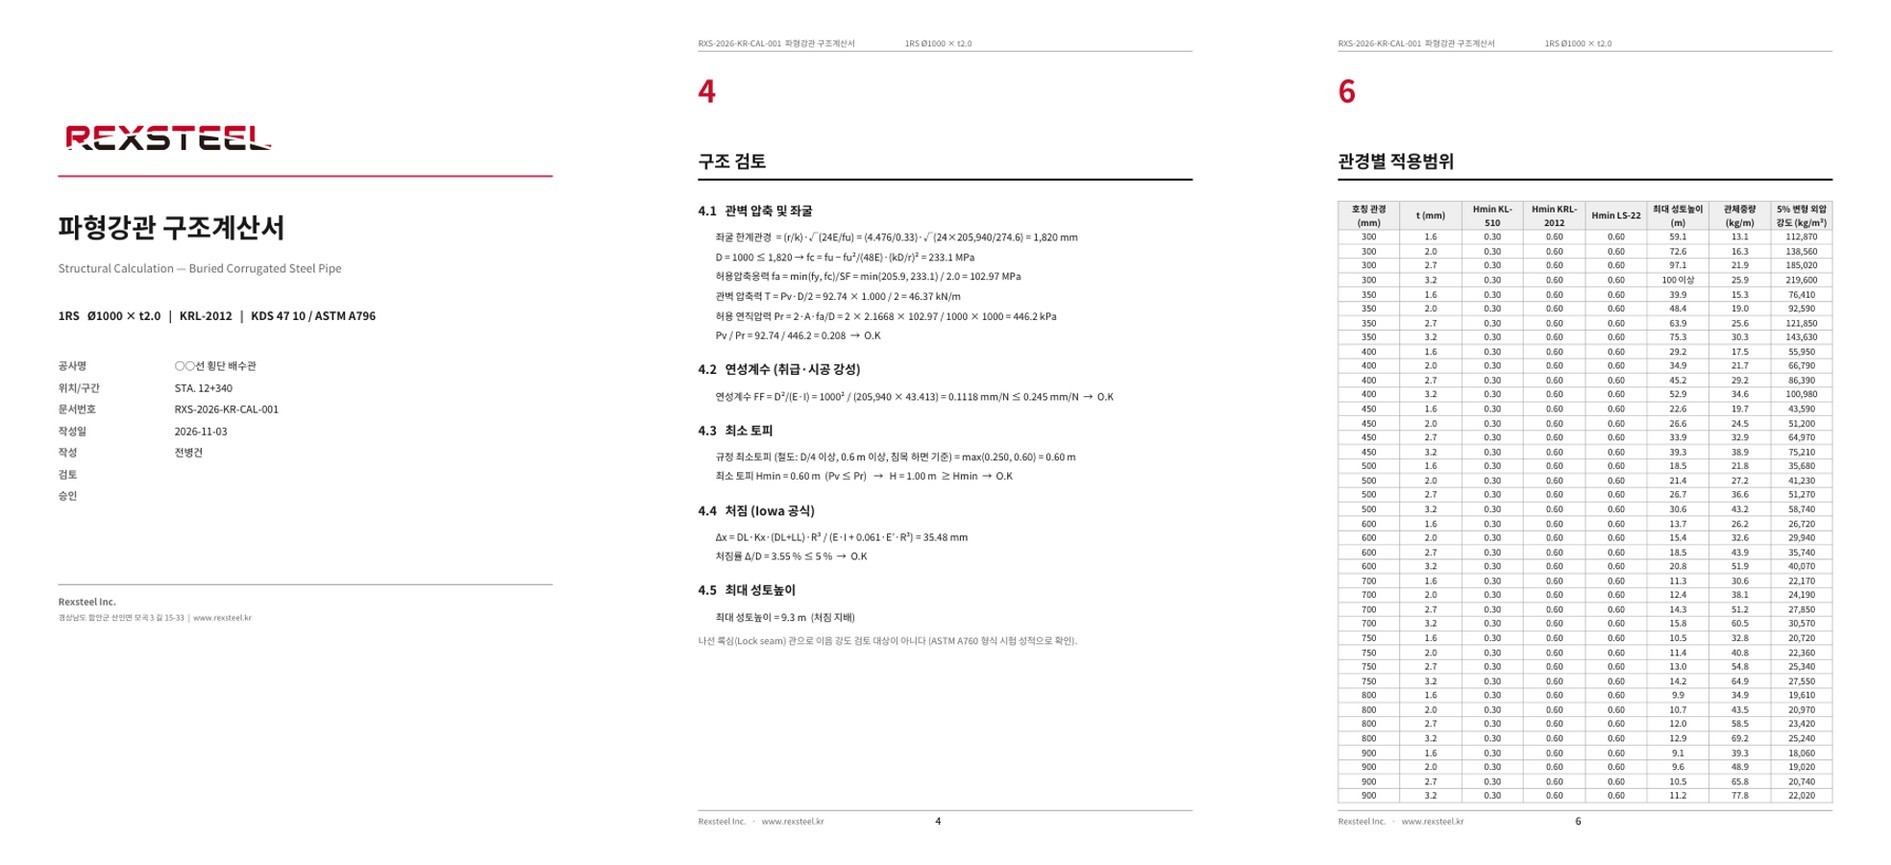 REXSTEEL
파형강관 구조계산서
Structural Calculation — Buried Corrugated Steel Pipe
1RS Ø1000 × t2.0 | KRL-2012 | KDS 47 10 / ASTM A796
공사명 ○○선 횡단 배수관
위치/구간 STA. 12+340
문서번호 RXS-2026-KR-CAL-001
작성일 2026-11-03
작성 전병건
검토
승인
Rexsteel Inc.
경상남도 함안군 산인면 모곡 3 길 15-33 | www.rexsteel.kr
RXS-2026-KR-CAL-001 파형강관 구조계산서 1RS Ø1000 × t2.0
4
구조 검토
4.1 관벽 압축 및 좌굴
좌굴 한계관경 = (r/k)·√(24E/fu) = (4.476/0.33)·√(24×205,940/274.6) = 1,820 mm
D = 1000 ≤ 1,820 → fc = fu − fu²/(48E)·(kD/r)² = 233.1 MPa
허용압축응력 fa = min(fy, fc)/SF = min(205.9, 233.1) / 2.0 = 102.97 MPa
관벽 압축력 T = Pv·D/2 = 92.74 × 1.000 / 2 = 46.37 kN/m
허용 연직압력 Pr = 2·A·fa/D = 2 × 2.1668 × 102.97 / 1000 × 1000 = 446.2 kPa
Pv / Pr = 92.74 / 446.2 = 0.208 → O.K
4.2 연성계수 (취급·시공 강성)
연성계수 FF = D²/(E·I) = 1000² / (205,940 × 43.413) = 0.1118 mm/N ≤ 0.245 mm/N → O.K
4.3 최소 토피
규정 최소토피 (철도: D/4 이상, 0.6 m 이상, 침목 하면 기준) = max(0.250, 0.60) = 0.60 m
최소 토피 Hmin = 0.60 m (Pv ≤ Pr) → H = 1.00 m ≥ Hmin → O.K
4.4 처짐 (Iowa 공식)
Δx = DL·Kx·(DL+LL)·R³ / (E·I + 0.061·E′·R³) = 35.48 mm
처짐률 Δ/D = 3.55 % ≤ 5 % → O.K
4.5 최대 성토높이
최대 성토높이 = 9.3 m (처짐 지배)
나선 록심(Lock seam) 관으로 이음 강도 검토 대상이 아니다 (ASTM A760 형식 시험 성적으로 확인).
Rexsteel Inc. · www.rexsteel.kr 4
RXS-2026-KR-CAL-001 파형강관 구조계산서 1RS Ø1000 × t2.0
6
관경별 적용범위
호칭 관경 (mm) t (mm) Hmin KL-510 Hmin KRL-2012 Hmin LS-22 최대 성토높이 (m) 관체중량 (kg/m) 5% 변형 외압 강도 (kg/m²)
300 1.6 0.30 0.60 0.60 59.1 13.1 112,870
300 2.0 0.30 0.60 0.60 72.6 16.3 138,560
300 2.7 0.30 0.60 0.60 97.1 21.9 185,020
300 3.2 0.30 0.60 0.60 100 이상 25.9 219,600
350 1.6 0.30 0.60 0.60 39.9 15.3 76,410
350 2.0 0.30 0.60 0.60 48.4 19.0 92,590
350 2.7 0.30 0.60 0.60 63.9 25.6 121,850
350 3.2 0.30 0.60 0.60 75.3 30.3 143,630
400 1.6 0.30 0.60 0.60 29.2 17.5 55,950
400 2.0 0.30 0.60 0.60 34.9 21.7 66,790
400 2.7 0.30 0.60 0.60 45.2 29.2 86,390
400 3.2 0.30 0.60 0.60 52.9 34.6 100,980
450 1.6 0.30 0.60 0.60 22.6 19.7 43,590
450 2.0 0.30 0.60 0.60 26.6 24.5 51,200
450 2.7 0.30 0.60 0.60 33.9 32.9 64,970
450 3.2 0.30 0.60 0.60 39.3 38.9 75,210
500 1.6 0.30 0.60 0.60 18.5 21.8 35,680
500 2.0 0.30 0.60 0.60 21.4 27.2 41,230
500 2.7 0.30 0.60 0.60 26.7 36.6 51,270
500 3.2 0.30 0.60 0.60 30.6 43.2 58,740
600 1.6 0.30 0.60 0.60 13.7 26.2 26,720
600 2.0 0.30 0.60 0.60 15.4 32.6 29,940
600 2.7 0.30 0.60 0.60 18.5 43.9 35,740
600 3.2 0.30 0.60 0.60 20.8 51.9 40,070
700 1.6 0.30 0.60 0.60 11.3 30.6 22,170
700 2.0 0.30 0.60 0.60 12.4 38.1 24,190
700 2.7 0.30 0.60 0.60 14.3 51.2 27,850
700 3.2 0.30 0.60 0.60 15.8 60.5 30,570
750 1.6 0.30 0.60 0.60 10.5 32.8 20,720
750 2.0 0.30 0.60 0.60 11.4 40.8 22,360
750 2.7 0.30 0.60 0.60 13.0 54.8 25,340
750 3.2 0.30 0.60 0.60 14.2 64.9 27,550
800 1.6 0.30 0.60 0.60 9.9 34.9 19,610
800 2.0 0.30 0.60 0.60 10.7 43.5 20,970
800 2.7 0.30 0.60 0.60 12.0 58.5 23,420
800 3.2 0.30 0.60 0.60 12.9 69.2 25,240
900 1.6 0.30 0.60 0.60 9.1 39.3 18,060
900 2.0 0.30 0.60 0.60 9.6 48.9 19,020
900 2.7 0.30 0.60 0.60 10.5 65.8 20,740
900 3.2 0.30 0.60 0.60 11.2 77.8 22,020
Rexsteel Inc. · www.rexsteel.kr 6